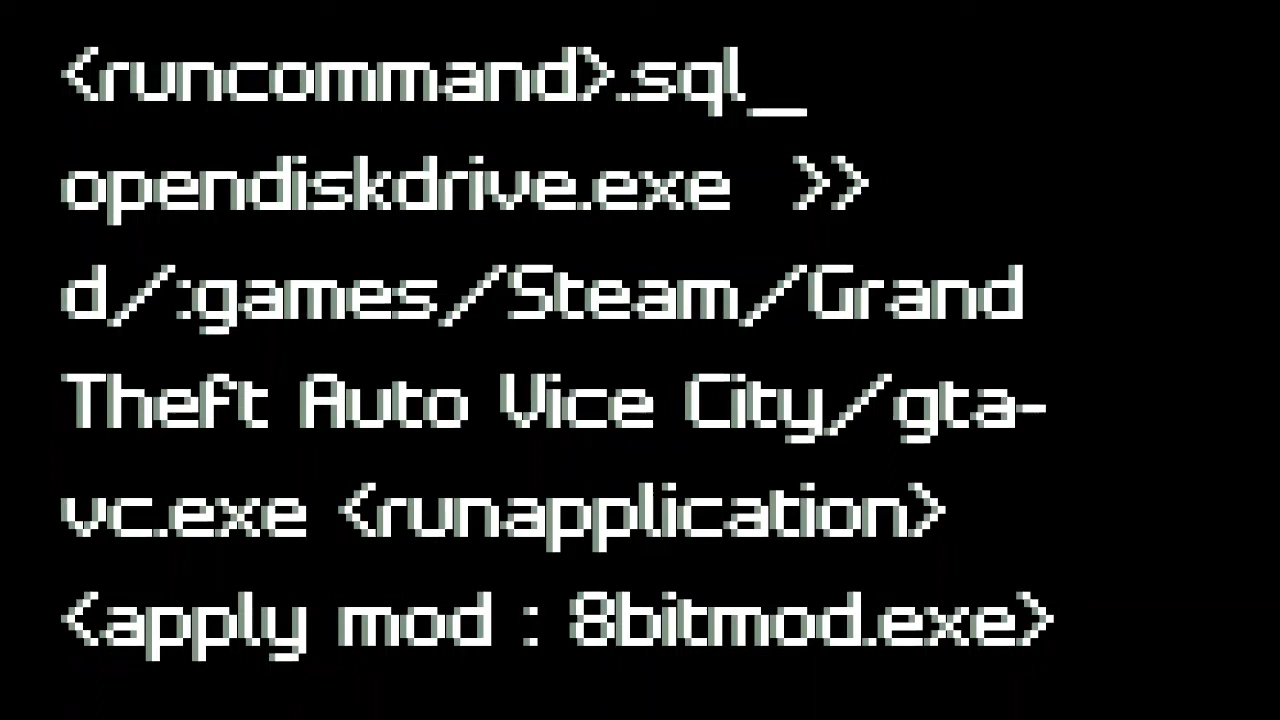 <runcommand>.sql_
opendiskdrive.exe >>
d/:games/Steam/Grand
Theft Auto Vice City/gta-
vc.exe <runapplication>
<apply mod : 8bitmod.exe>